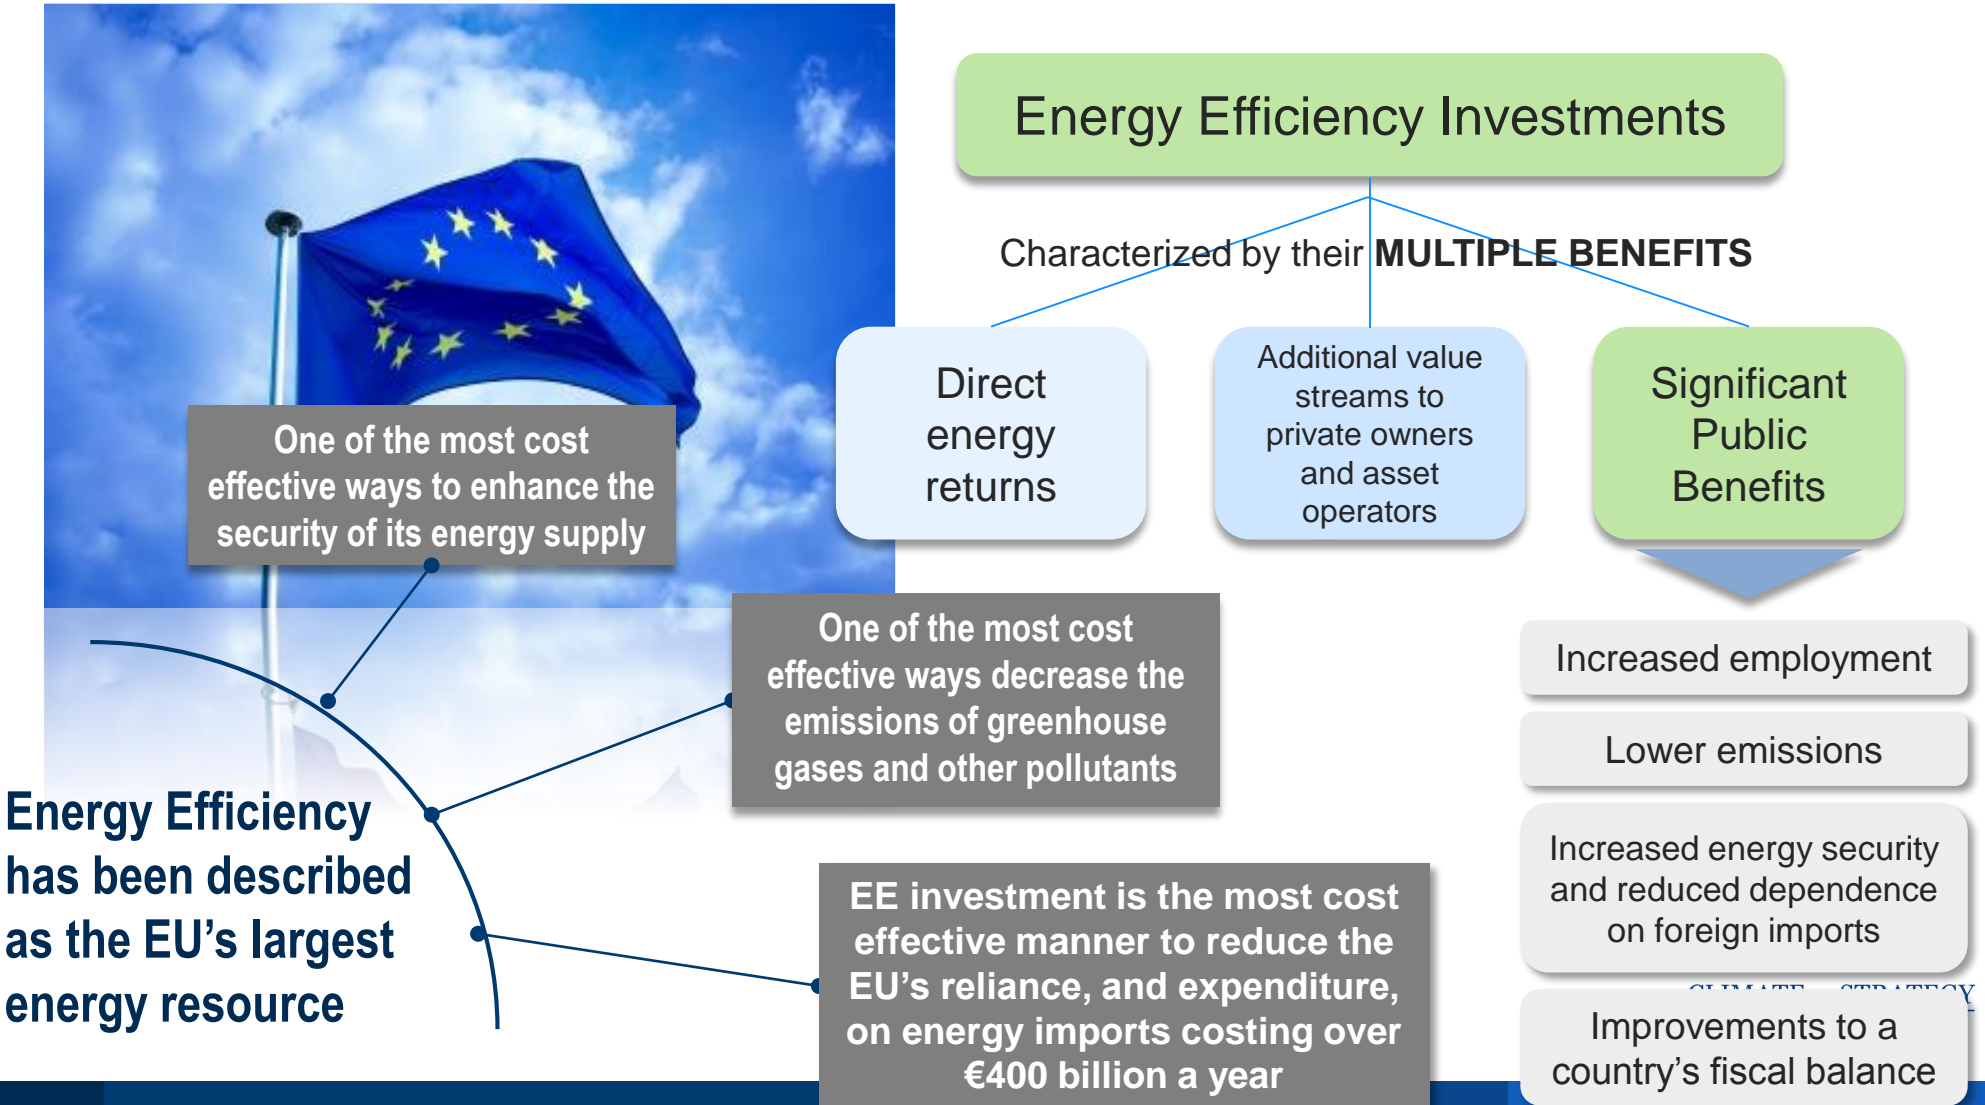 Energy Efficiency Investments
Characterized by their MULTIPLE BENEFITS
Direct
energy
returns
Additional value
streams to
private owners
and asset
operators
Significant
Public
Benefits
One of the most cost
effective ways to enhance the
security of its energy supply
One of the most cost
effective ways decrease the
emissions of greenhouse
gases and other pollutants
EE investment is the most cost
effective manner to reduce the
EU’s reliance, and expenditure,
on energy imports costing over
€400 billion a year
Energy Efficiency
has been described
as the EU’s largest
energy resource
Increased employment
Lower emissions
Increased energy security
and reduced dependence
on foreign imports
CLIMATE STRATEGY
Improvements to a
country’s fiscal balance